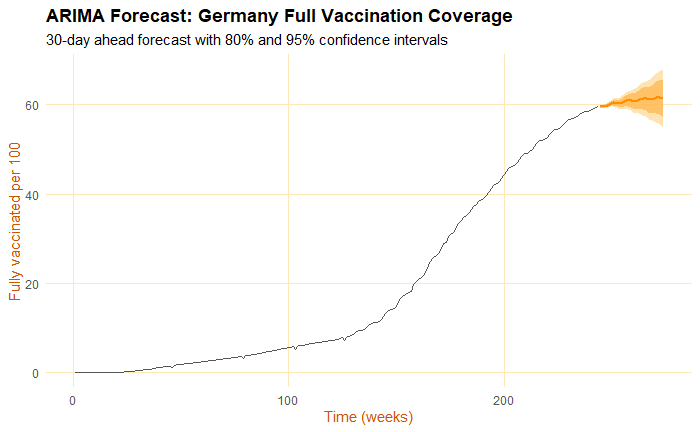 ARIMA Forecast: Germany Full Vaccination Coverage
30-day ahead forecast with 80% and 95% confidence intervals
Fully vaccinated per 100
60
40
20
0
0
100
200
Time (weeks)